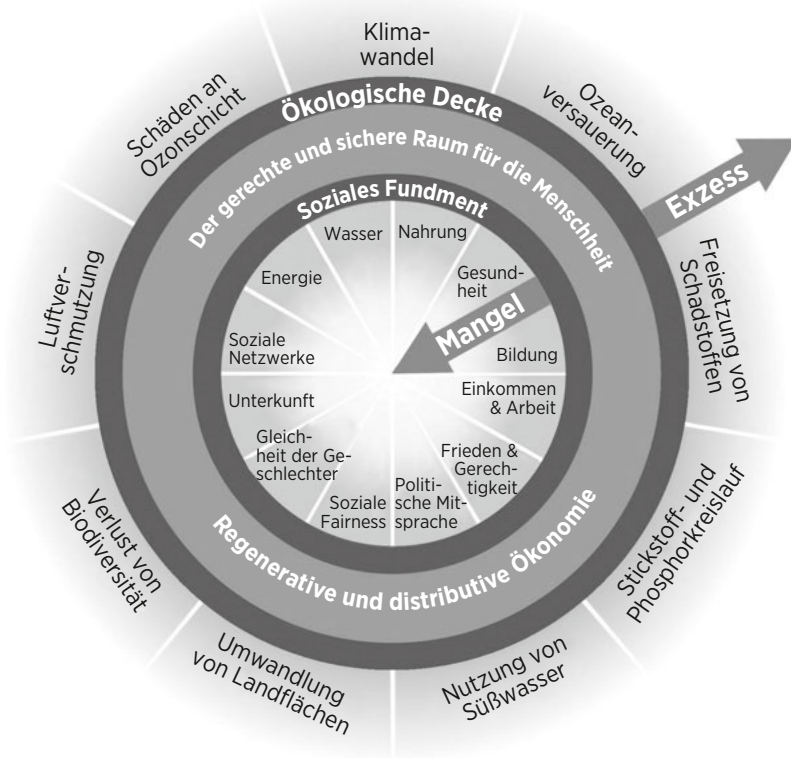 Klima-
wandel
Ozean-
versauerung
Freisetzung von
Schadstoffen
Stickstoff- und
Phosphorkreislauf
Nutzung von
Süßwasser
Umwandlung
von Landflächen
Verlust von
Biodiversität
Luftver-
schmutzung
Schäden an
Ozonschicht
Ökologische Decke
Der gerechte und sichere Raum für die Menschheit
Exzess
Soziales Fundment
Mangel
Wasser
Nahrung
Gesund-
heit
Bildung
Einkommen
& Arbeit
Frieden &
Gerech-
tigkeit
Politi-
sche Mit-
sprache
Soziale
Fairness
Gleich-
heit der Ge-
schlechter
Unterkunft
Soziale
Netzwerke
Energie
Regenerative und distributive Ökonomie